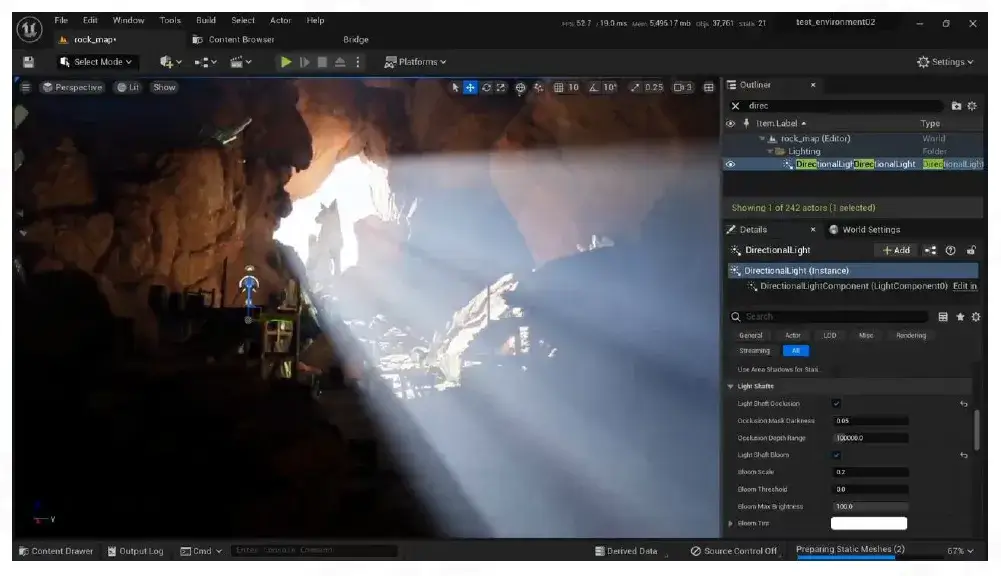 File Edit Window Tools Build Select Actor Help
FPS: 52.7 / 19.0 ms Mem: 5,495.17 mb Objs: 37,761 Stalls: 21
test_environment02
rock_map•
Content Browser
Bridge
Select Mode
Platforms
Settings
Perspective Lit Show
10 10° 0.25 3
Outliner
direc
Item Label Type
rock_map (Editor) World
Lighting Folder
DirectionalLighDirectionalLight DirectionalLight
Showing 1 of 242 actors (1 selected)
Details World Settings
DirectionalLight + Add
DirectionalLight (Instance)
DirectionalLightComponent (LightComponent0) Edit in
Search
General Actor LOD Misc Rendering
Streaming All
Use Area Shadows for Stati...
Light Shafts
Light Shaft Occlusion
Occlusion Mask Darkness 0.05
Occlusion Depth Range 100000.0
Light Shaft Bloom
Bloom Scale 0.2
Bloom Threshold 0.0
Bloom Max Brightness 100.0
Bloom Tint
Y
Content Drawer Output Log Cmd Enter Console Command
Derived Data Source Control Off Preparing Static Meshes (2) 67%